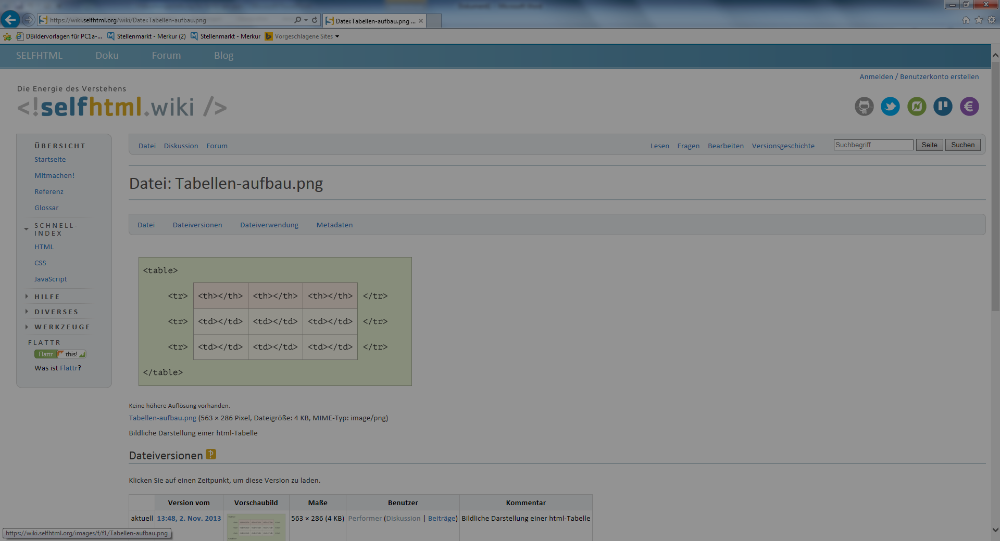 https://wiki.selfhtml.org/wiki/Datei:Tabellen-aufbau.png
Datei:Tabellen-aufbau.png ...
DBildervorlagen für PC1a-... Stellenmarkt - Merkur (2) Stellenmarkt - Merkur Vorgeschlagene Sites
SELFHTML Doku Forum Blog
Anmelden / Benutzerkonto erstellen
Die Energie des Verstehens
<!selfhtml.wiki />
ÜBERSICHT
Startseite
Mitmachen!
Referenz
Glossar
SCHNELL-
INDEX
HTML
CSS
JavaScript
HILFE
DIVERSES
WERKZEUGE
FLATTR
Flattr this!
Was ist Flattr?
Datei Diskussion Forum Lesen Fragen Bearbeiten Versionsgeschichte Suchbegriff Seite Suchen
Datei: Tabellen-aufbau.png
Datei Dateiversionen Dateiverwendung Metadaten
<table>
<tr> <th></th> <th></th> <th></th> </tr>
<tr> <td></td> <td></td> <td></td> </tr>
<tr> <td></td> <td></td> <td></td> </tr>
</table>
Keine höhere Auflösung vorhanden.
Tabellen-aufbau.png (563 × 286 Pixel, Dateigröße: 4 KB, MIME-Typ: image/png)
Bildliche Darstellung einer html-Tabelle
Dateiversionen
Klicken Sie auf einen Zeitpunkt, um diese Version zu laden.
Version vom Vorschaubild Maße Benutzer Kommentar
aktuell 13:48, 2. Nov. 2013 563 × 286 (4 KB) Performer (Diskussion | Beiträge) Bildliche Darstellung einer html-Tabelle
https://wiki.selfhtml.org/images/f/f1/Tabellen-aufbau.png